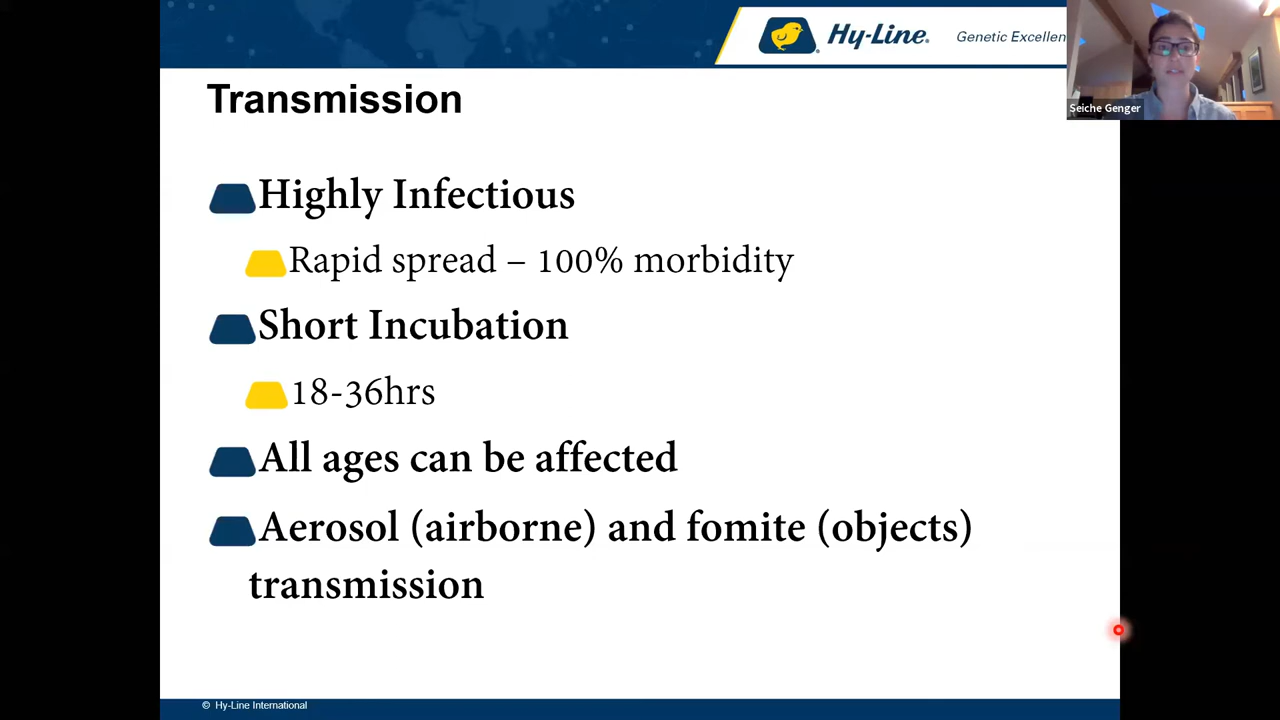 Hy-Line®
Genetic Excellen
Seiche Genger
Transmission
Highly Infectious
Rapid spread – 100% morbidity
Short Incubation
18-36hrs
All ages can be affected
Aerosol (airborne) and fomite (objects)
transmission
© Hy-Line International